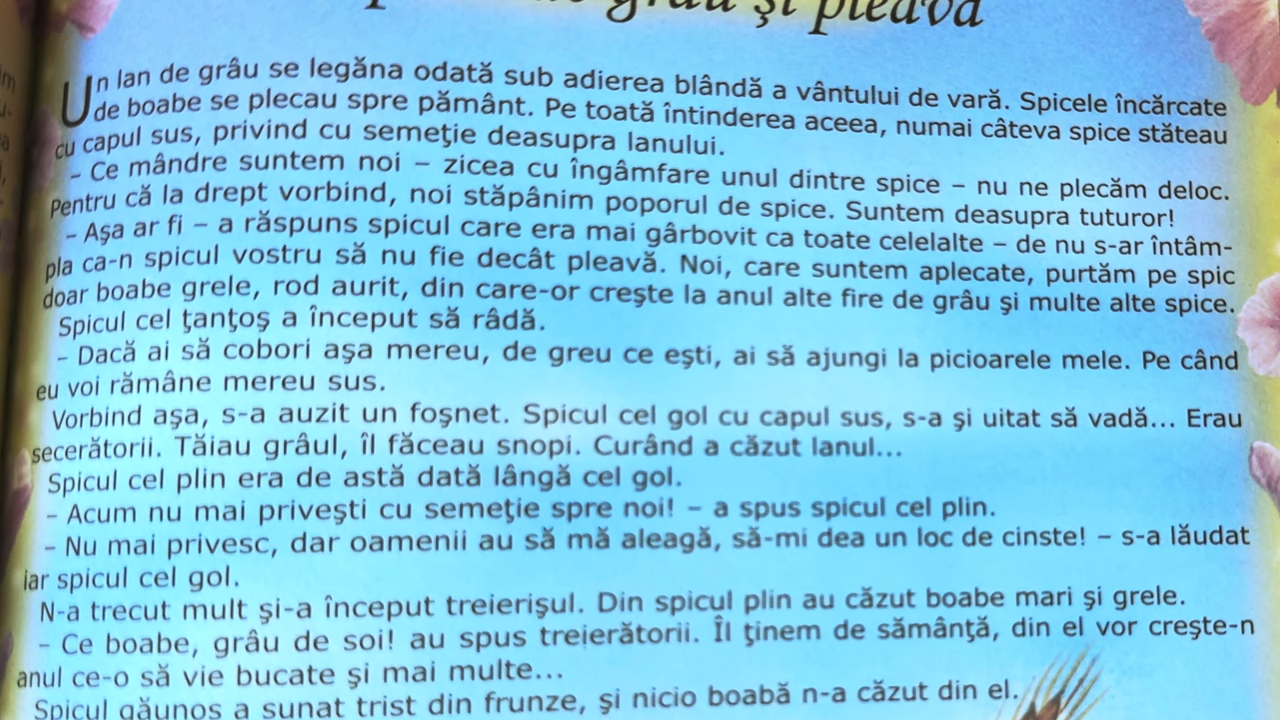 grâu și pleava
Un lan de grâu se legăna odată sub adierea blândă a vântului de vară. Spicele încărcate
de boabe se plecau spre pământ. Pe toată întinderea aceea, numai câteva spice stăteau
cu capul sus, privind cu semeţie deasupra lanului.
– Ce mândre suntem noi – zicea cu îngâmfare unul dintre spice – nu ne plecăm deloc.
Pentru că la drept vorbind, noi stăpânim poporul de spice. Suntem deasupra tuturor!
– Aşa ar fi – a răspuns spicul care era mai gârbovit ca toate celelalte – de nu s-ar întâm-
pla ca-n spicul vostru să nu fie decât pleavă. Noi, care suntem aplecate, purtăm pe spic
doar boabe grele, rod aurit, din care-or creşte la anul alte fire de grâu şi multe alte spice.
Spicul cel ţanţoş a început să râdă.
– Dacă ai să cobori aşa mereu, de greu ce eşti, ai să ajungi la picioarele mele. Pe când
eu voi rămâne mereu sus.
Vorbind aşa, s-a auzit un foşnet. Spicul cel gol cu capul sus, s-a şi uitat să vadă... Erau
secerătorii. Tăiau grâul, îl făceau snopi. Curând a căzut lanul...
Spicul cel plin era de astă dată lângă cel gol.
– Acum nu mai priveşti cu semeţie spre noi! – a spus spicul cel plin.
– Nu mai privesc, dar oamenii au să mă aleagă, să-mi dea un loc de cinste! – s-a lăudat
iar spicul cel gol.
N-a trecut mult şi-a început treierişul. Din spicul plin au căzut boabe mari şi grele.
– Ce boabe, grâu de soi! au spus treierătorii. Îl ţinem de sămânţă, din el vor creşte-n
anul ce-o să vie bucate şi mai multe...
Spicul găunos a sunat trist din frunze, şi nicio boabă n-a căzut din el.